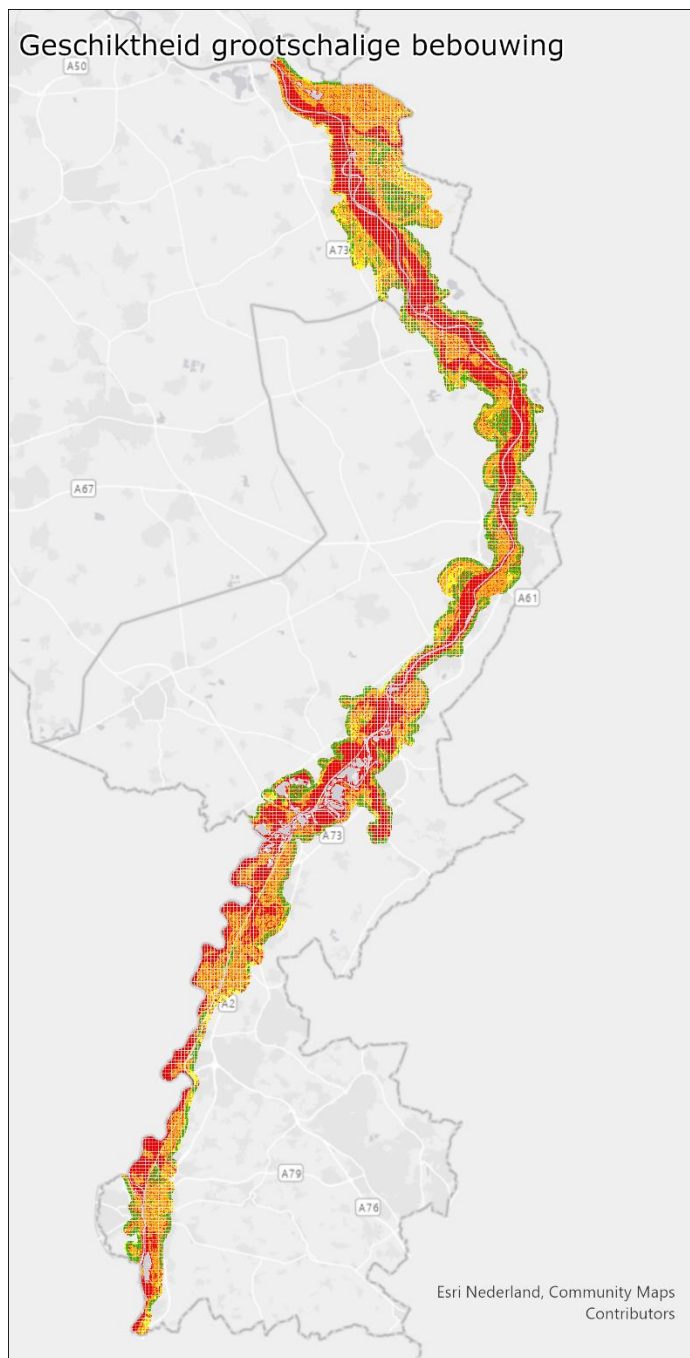 Geschiktheid grootschalige bebouwing
A50
A73
A67
A61
A73
A2
A79
A76
Esri Nederland, Community Maps
Contributors